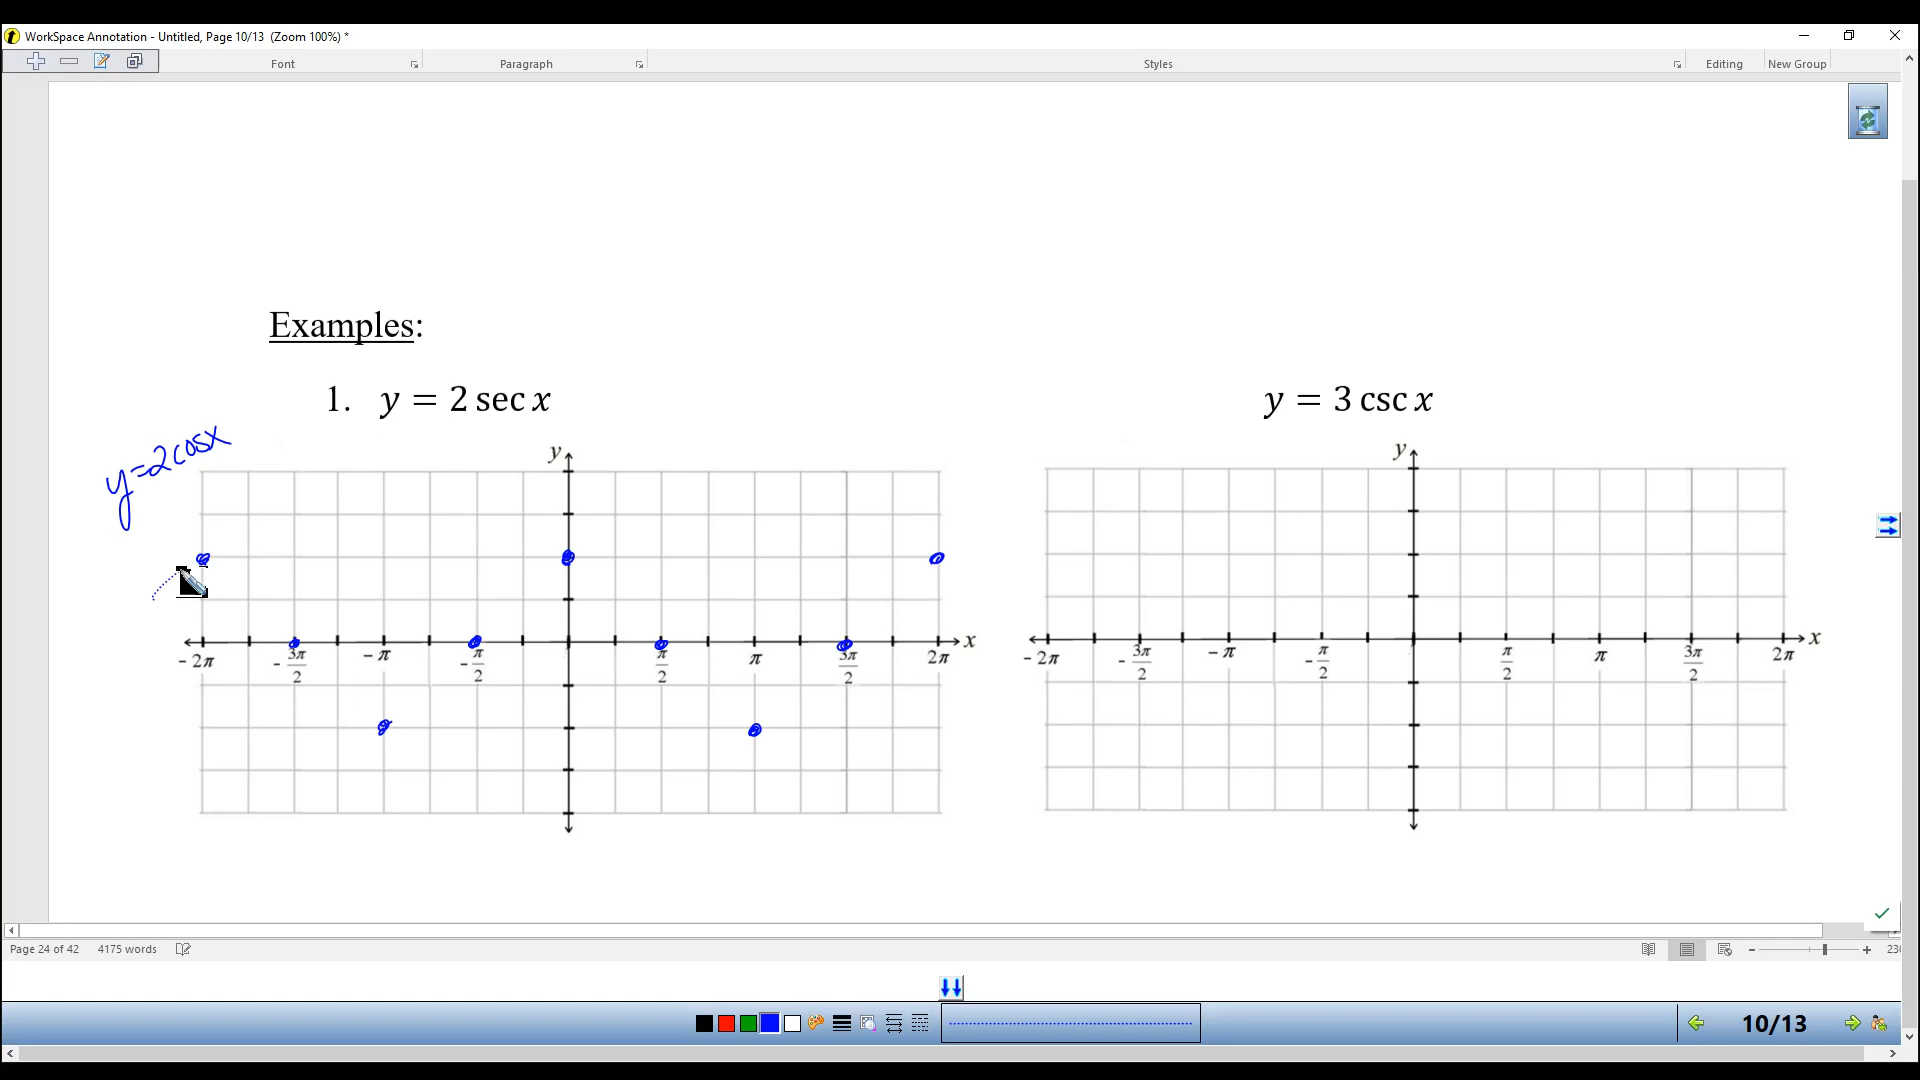 WorkSpace Annotation - Untitled, Page 10/13 (Zoom 100%) *
Font Paragraph Styles Editing New Group
Examples:
1. y = 2 sec x
y = 3 csc x
y=2cosx
y
x
- 2π - 3π/2 - π - π/2 π/2 π 3π/2 2π
y
x
- 2π - 3π/2 - π - π/2 π/2 π 3π/2 2π
Page 24 of 42 4175 words
10/13